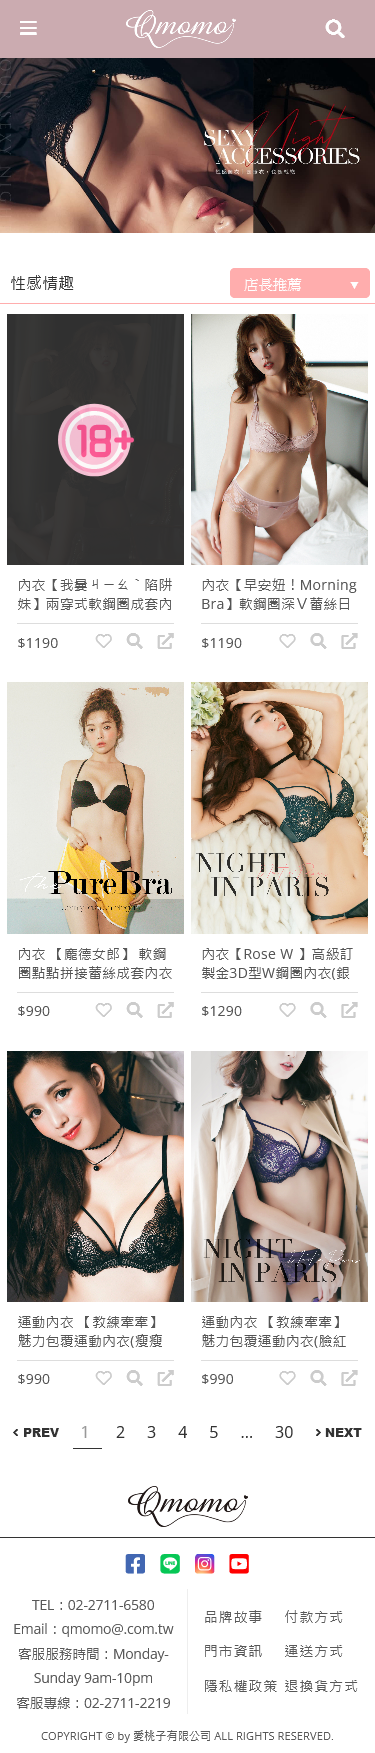 Qmomo
SEXY Night
ACCESSORIES
性感情趣
店長推薦 ▼
18+
內衣【我曇ㄐㄧㄠˋ陷阱
妹】兩穿式軟鋼圈成套內
$1190
內衣【早安妞！Morning
Bra】軟鋼圈深Ｖ蕾絲日
$1190
The
PureBra
內衣 【龐德女郎】 軟鋼
圈點點拼接蕾絲成套內衣
$990
NIGHT
IN PARIS
內衣【Rose W 】高級訂
製金3D型W鋼圈內衣(銀
$1290
運動內衣 【教練牽牽】
魅力包覆運動內衣(瘦瘦
$990
NIGHT
IN PARIS
運動內衣 【教練牽牽】
魅力包覆運動內衣(臉紅
$990
PREV 1 2 3 4 5 ... 30 NEXT
Qmomo
TEL：02-2711-6580
Email：qmomo@.com.tw
客服服務時間：Monday-
Sunday 9am-10pm
客服專線：02-2711-2219
品牌故事 付款方式
門市資訊 運送方式
隱私權政策 退換貨方式
COPYRIGHT © by 愛桃子有限公司 ALL RIGHTS RESERVED.